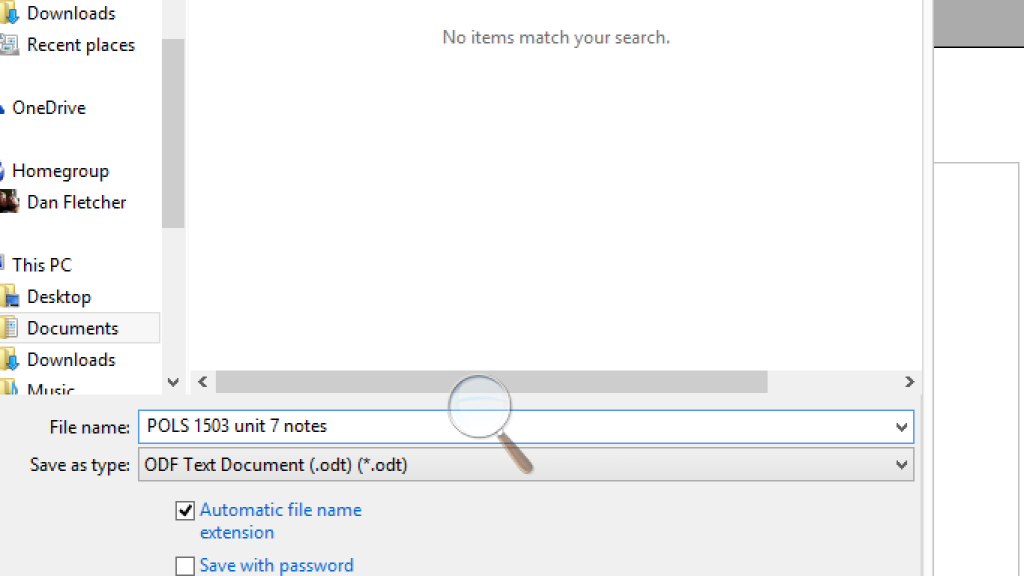 Downloads
Recent places
No items match your search.
OneDrive
Homegroup
Dan Fletcher
This PC
Desktop
Documents
Downloads
Music
File name: POLS 1503 unit 7 notes
Save as type: ODF Text Document (.odt) (*.odt)
Automatic file name
extension
Save with password